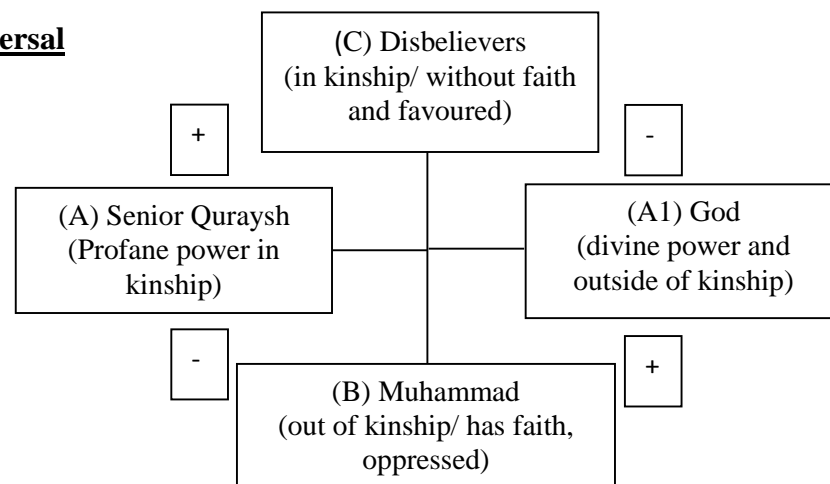 ersal
(C) Disbelievers
(in kinship/ without faith
and favoured)
+
-
(A) Senior Quraysh
(Profane power in
kinship)
(A1) God
(divine power and
outside of kinship)
-
+
(B) Muhammad
(out of kinship/ has faith,
oppressed)